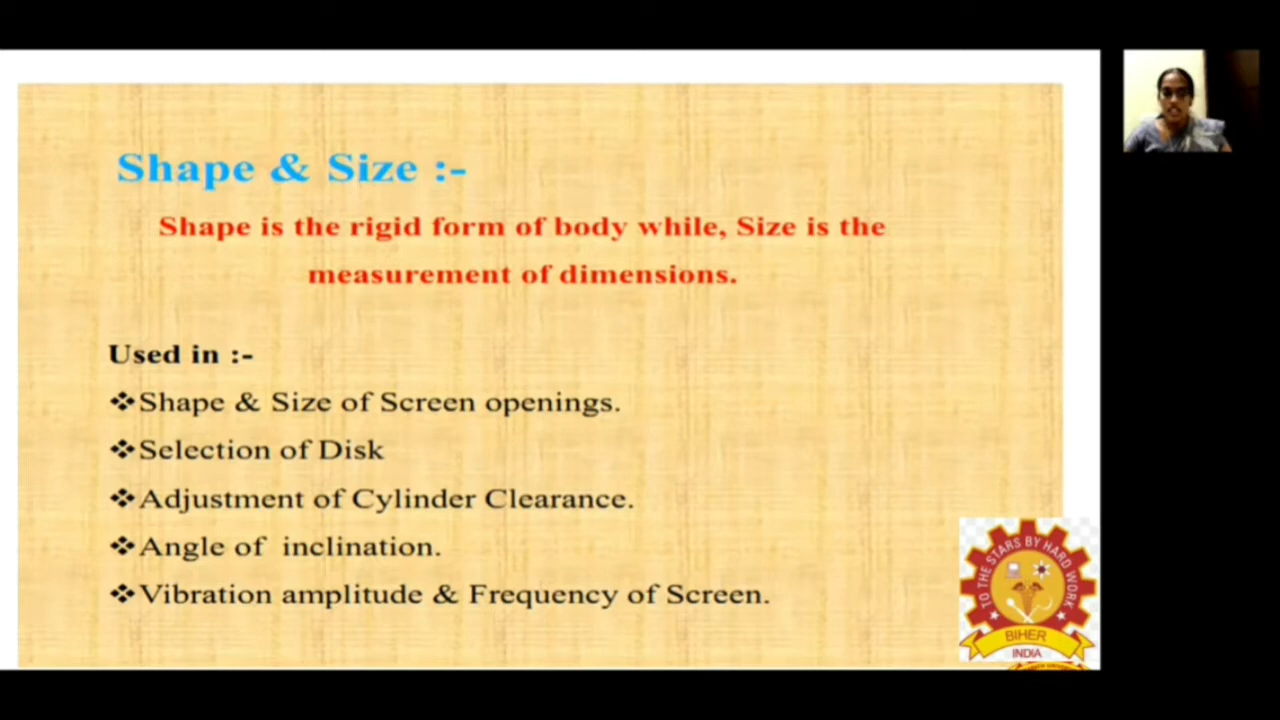 Shape & Size :-
Shape is the rigid form of body while, Size is the
measurement of dimensions.
Used in :-
❖Shape & Size of Screen openings.
❖Selection of Disk
❖Adjustment of Cylinder Clearance.
❖Angle of  inclination.
❖Vibration amplitude & Frequency of Screen.
TO THE STARS BY HARD WORK
BIHER
INDIA